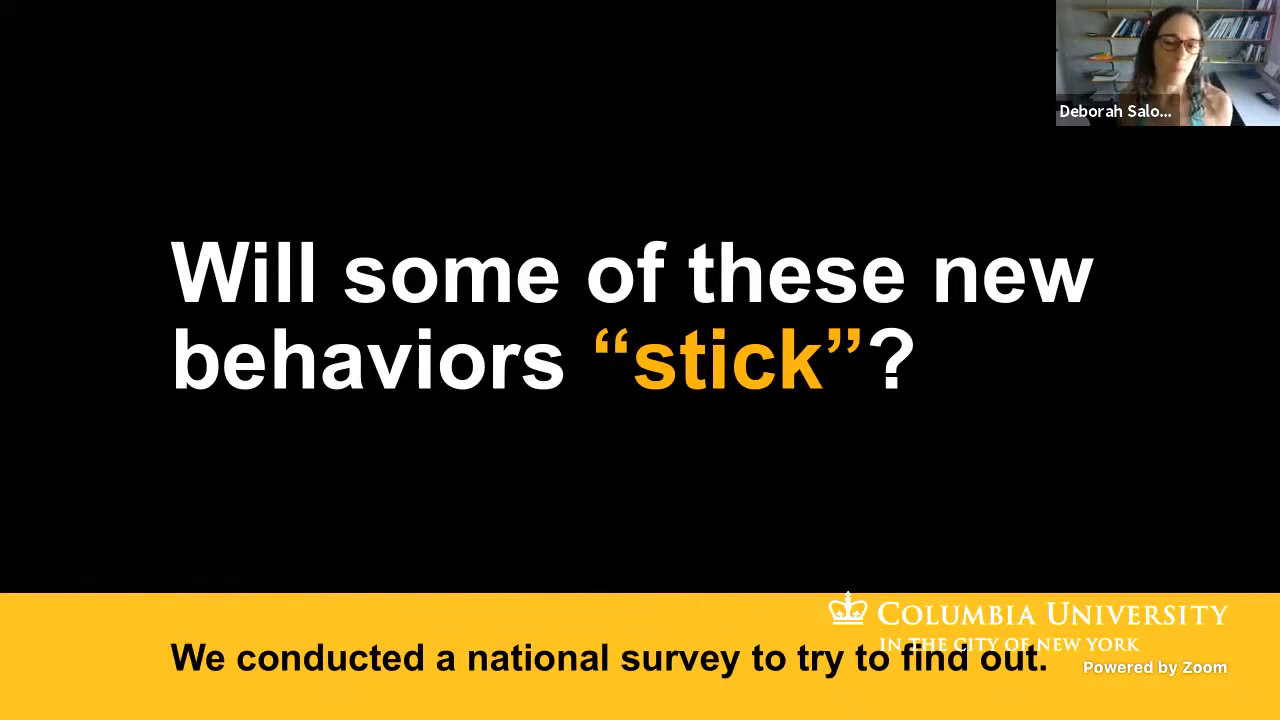 Deborah Salo...
Will some of these new
behaviors “stick”?
COLUMBIA UNIVERSITY
IN THE CITY OF NEW YORK
We conducted a national survey to try to find out.
Powered by Zoom